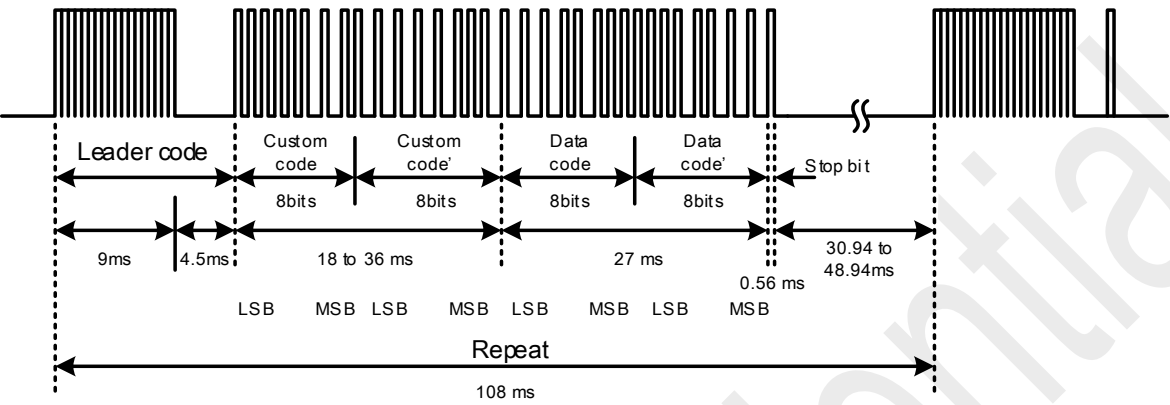 Leader code
Custom
code
Custom
code'
Data
code
Data
code'
Stop bit
8bits
8bits
8bits
8bits
9ms
4.5ms
18 to 36 ms
27 ms
0.56 ms
30.94 to
48.94ms
LSB
MSB
LSB
MSB
LSB
MSB
LSB
MSB
Repeat
108 ms
ntial